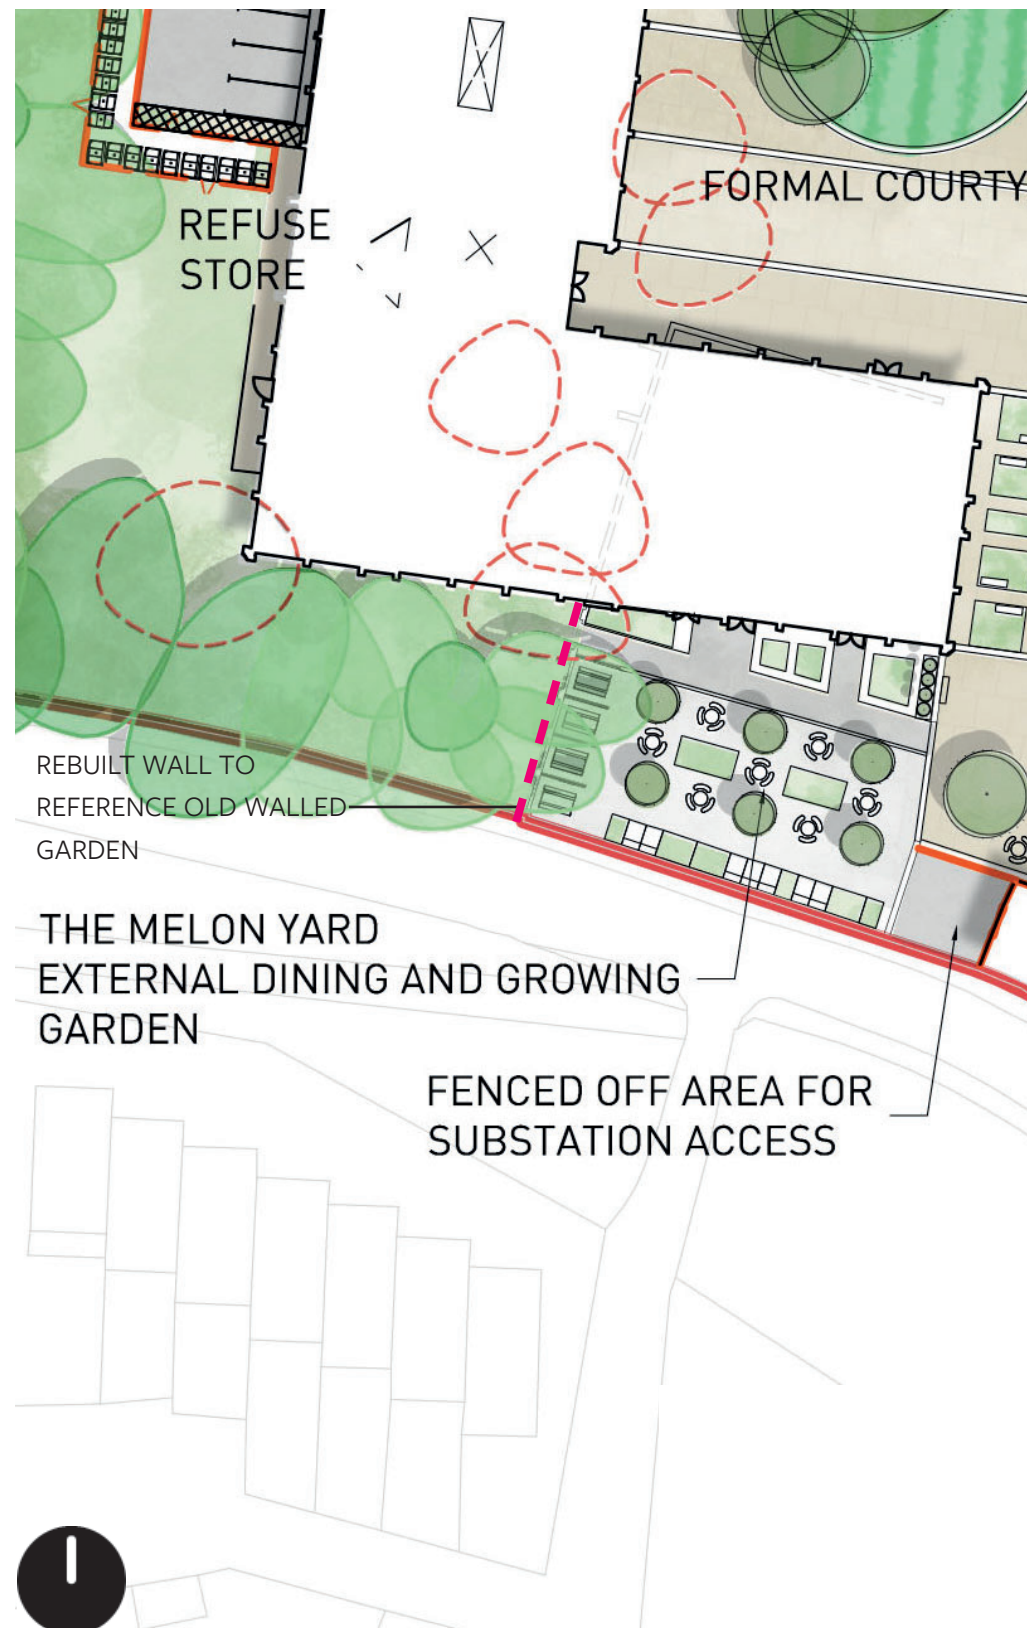 FORMAL COURTY
REFUSE
STORE
REBUILT WALL TO
REFERENCE OLD WALLED
GARDEN
THE MELON YARD
EXTERNAL DINING AND GROWING
GARDEN
FENCED OFF AREA FOR
SUBSTATION ACCESS